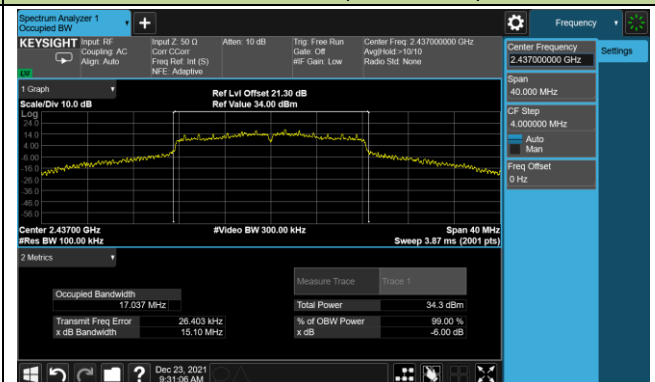 Spectrum Analyzer 1
Occupied BW
+
Frequency
KEYSIGHT
Input: RF
Coupling: AC
Align: Auto
Input Z: 50 Ω
Corr CCorr
Freq Ref: Int (S)
NFE: Adaptive
Atten: 10 dB
Trig: Free Run
Gate: Off
#IF Gain: Low
Center Freq: 2.437000000 GHz
Avg|Hold:>10/10
Radio Std: None
Center Frequency
2.437000000 GHz
Settings
Span
40.000 MHz
CF Step
4.000000 MHz
Auto
Man
Freq Offset
0 Hz
1 Graph
Scale/Div 10.0 dB
Ref Lvl Offset 21.30 dB
Ref Value 34.00 dBm
Log
24.0
14.0
4.00
-6.00
-16.0
-26.0
-36.0
-46.0
-56.0
Center 2.43700 GHz
#Video BW 300.00 kHz
Span 40 MHz
#Res BW 100.00 kHz
Sweep 3.87 ms (2001 pts)
2 Metrics
Measure Trace
Trace 1
Occupied Bandwidth
17.037 MHz
Total Power
34.3 dBm
Transmit Freq Error
26.403 kHz
% of OBW Power
99.00 %
x dB Bandwidth
15.10 MHz
x dB
-6.00 dB
?
Dec 23, 2021
9:31:06 AM